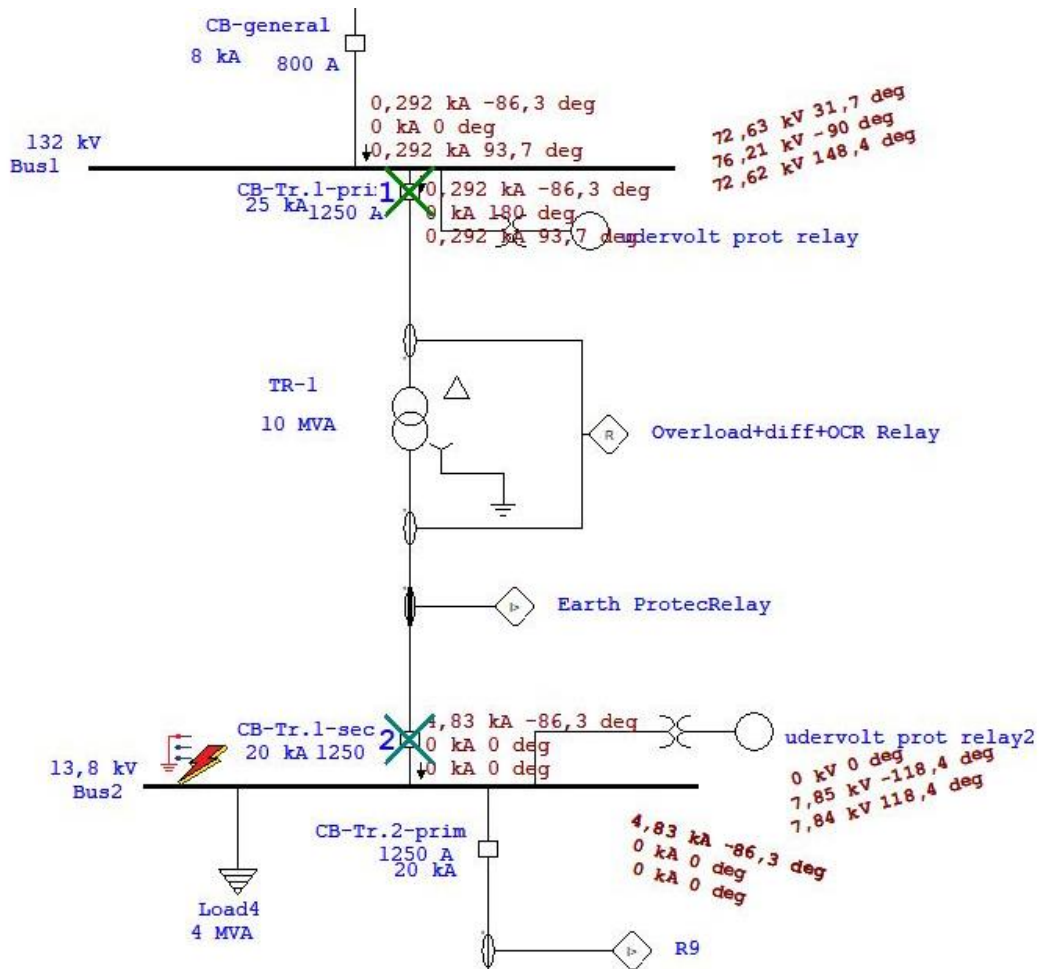 CB-general
8 kA
800 A
0,292 kA -86,3 deg
0 kA 0 deg
0,292 kA 93,7 deg
72,63 kV 31,7 deg
76,21 kV -90 deg
72,62 kV 148,4 deg
132 kV
Bus1
CB-Tr.1-pri
25 kA
1250 A
1
0,292 kA -86,3 deg
0 kA 180 deg
0,292 kA 93,7 deg
udervolt prot relay
TR-1
10 MVA
R
Overload+diff+OCR Relay
I>
Earth ProtecRelay
CB-Tr.1-sec
20 kA 1250
2
4,83 kA -86,3 deg
0 kA 0 deg
0 kA 0 deg
udervolt prot relay2
0 kV 0 deg
7,85 kV -118,4 deg
7,84 kV 118,4 deg
13,8 kV
Bus2
CB-Tr.2-prim
1250 A
20 kA
4,83 kA -86,3 deg
0 kA 0 deg
0 kA 0 deg
Load4
4 MVA
I>
R9